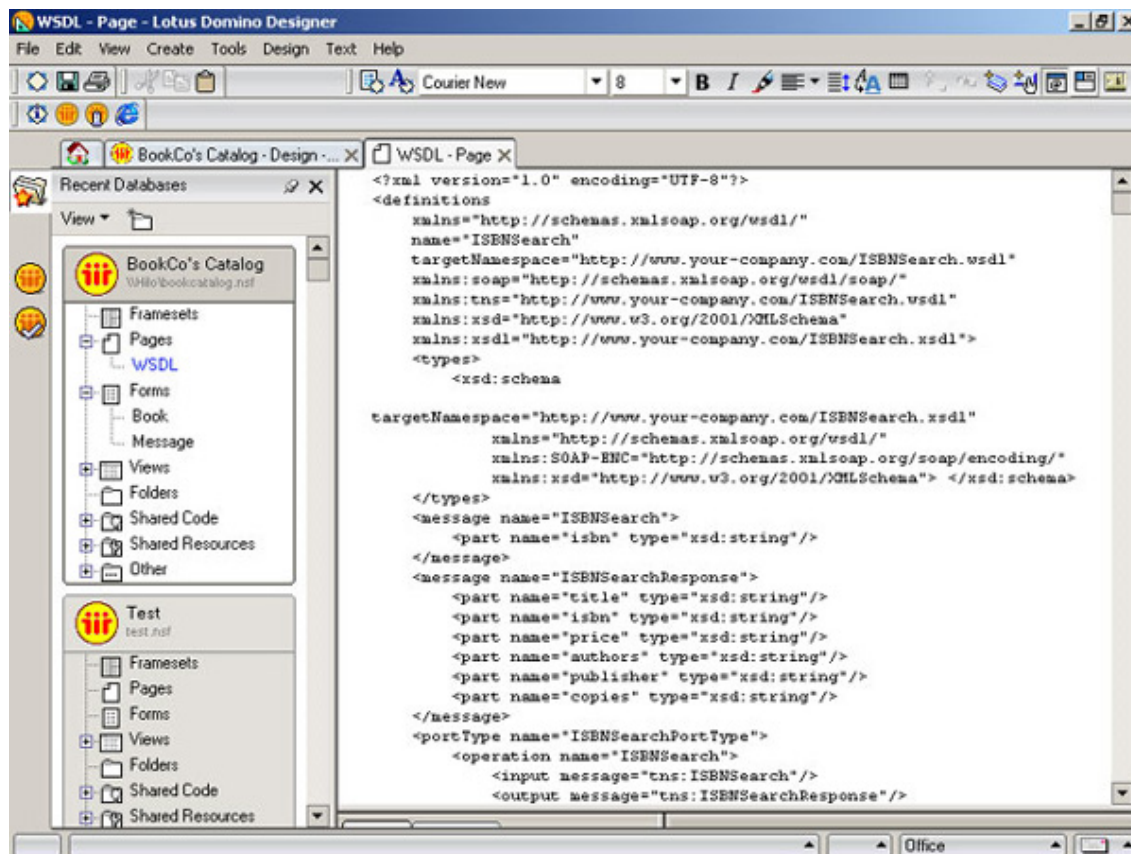 WSDL - Page - Lotus Domino Designer
File Edit View Create Tools Design Text Help
Courier New 8 B I
BookCo's Catalog - Design -... WSDL - Page
Recent Databases
View
BookCo's Catalog
\\Hilo\bookcatalog.nsf
Framesets
Pages
WSDL
Forms
Book
Message
Views
Folders
Shared Code
Shared Resources
Other
Test
test.nsf
Framesets
Pages
Forms
Views
Folders
Shared Code
Shared Resources
<?xml version="1.0" encoding="UTF-8"?>
<definitions
xmlns="http://schemas.xmlsoap.org/wsdl/"
name="ISBNSearch"
targetNamespace="http://www.your-company.com/ISBNSearch.wsdl"
xmlns:soap="http://schemas.xmlsoap.org/wsdl/soap/"
xmlns:tns="http://www.your-company.com/ISBNSearch.wsdl"
xmlns:xsd="http://www.w3.org/2001/XMLSchema"
xmlns:xsdl="http://www.your-company.com/ISBNSearch.xsdl">
<types>
<xsd:schema
targetNamespace="http://www.your-company.com/ISBNSearch.xsdl"
xmlns="http://schemas.xmlsoap.org/wsdl/"
xmlns:SOAP-ENC="http://schemas.xmlsoap.org/soap/encoding/"
xmlns:xsd="http://www.w3.org/2001/XMLSchema"> </xsd:schema>
</types>
<message name="ISBNSearch">
<part name="isbn" type="xsd:string"/>
</message>
<message name="ISBNSearchResponse">
<part name="title" type="xsd:string"/>
<part name="isbn" type="xsd:string"/>
<part name="price" type="xsd:string"/>
<part name="authors" type="xsd:string"/>
<part name="publisher" type="xsd:string"/>
<part name="copies" type="xsd:string"/>
</message>
<portType name="ISBNSearchPortType">
<operation name="ISBNSearch">
<input message="tns:ISBNSearch"/>
<output message="tns:ISBNSearchResponse"/>
Office